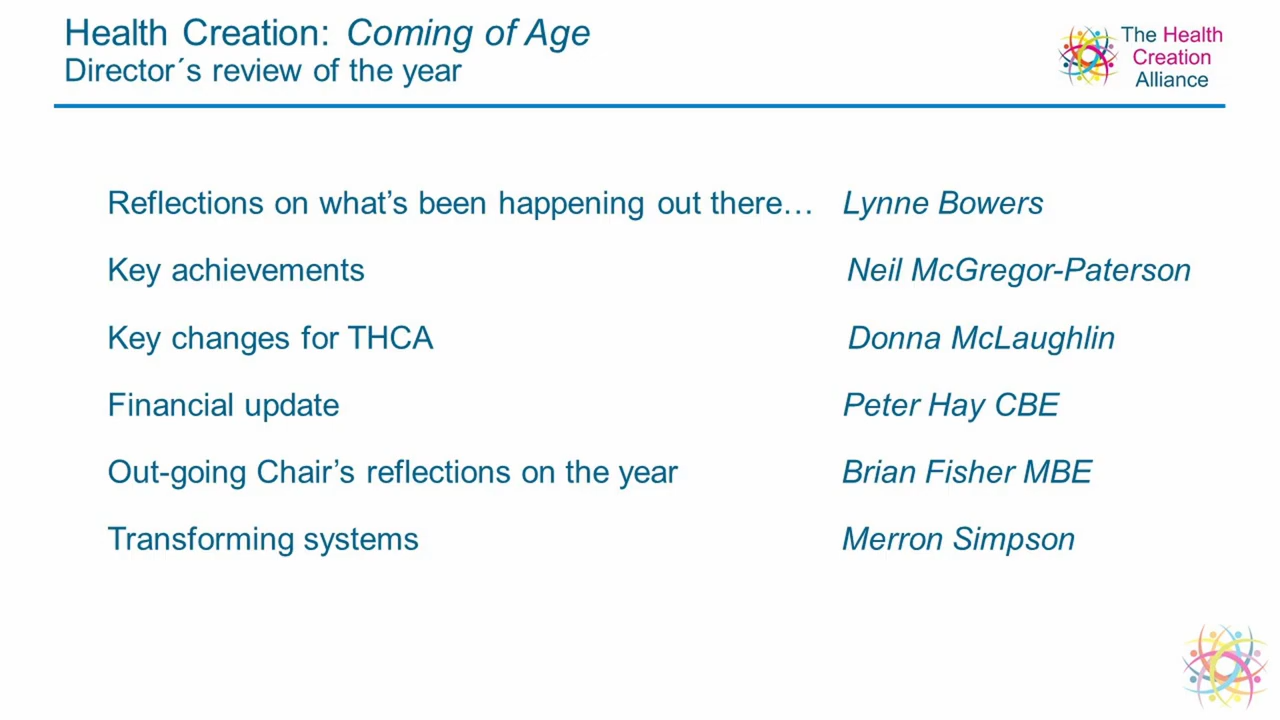 Health Creation: Coming of Age
Director´s review of the year
The Health
Creation
Alliance
Reflections on what’s been happening out there… Lynne Bowers
Key achievements Neil McGregor-Paterson
Key changes for THCA Donna McLaughlin
Financial update Peter Hay CBE
Out-going Chair’s reflections on the year Brian Fisher MBE
Transforming systems Merron Simpson